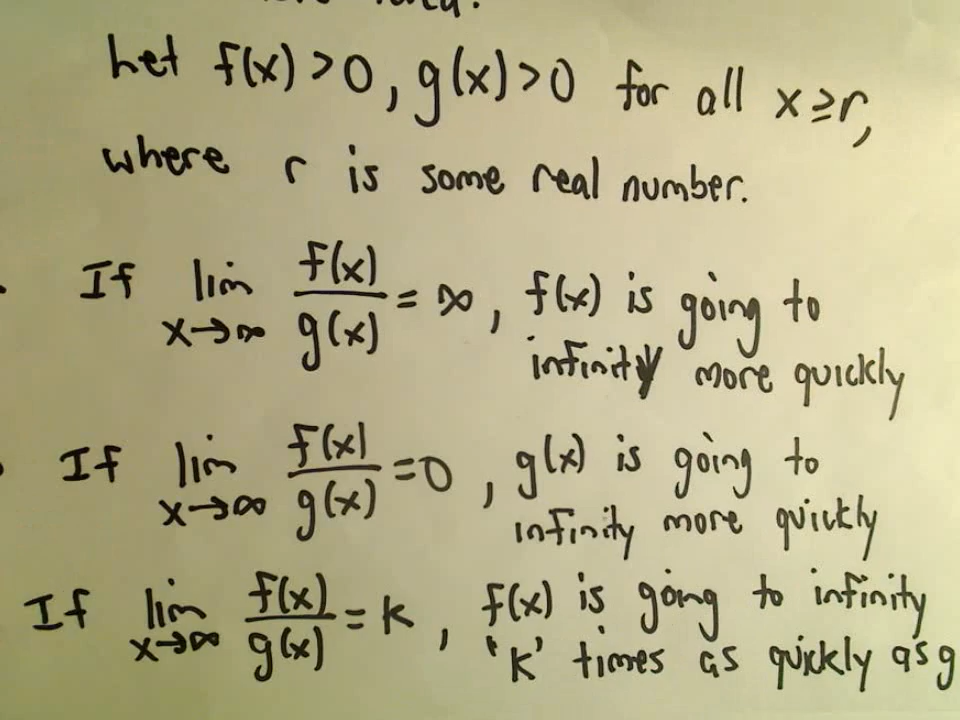 Let f(x) > 0, g(x) > 0 for all x ≥ r,
where r is some real number.
If lim x→∞ f(x)/g(x) = ∞, f(x) is going to
infinity more quickly
If lim x→∞ f(x)/g(x) = 0, g(x) is going to
infinity more quickly
If lim x→∞ f(x)/g(x) = K, f(x) is going to infinity
'K' times as quickly as g